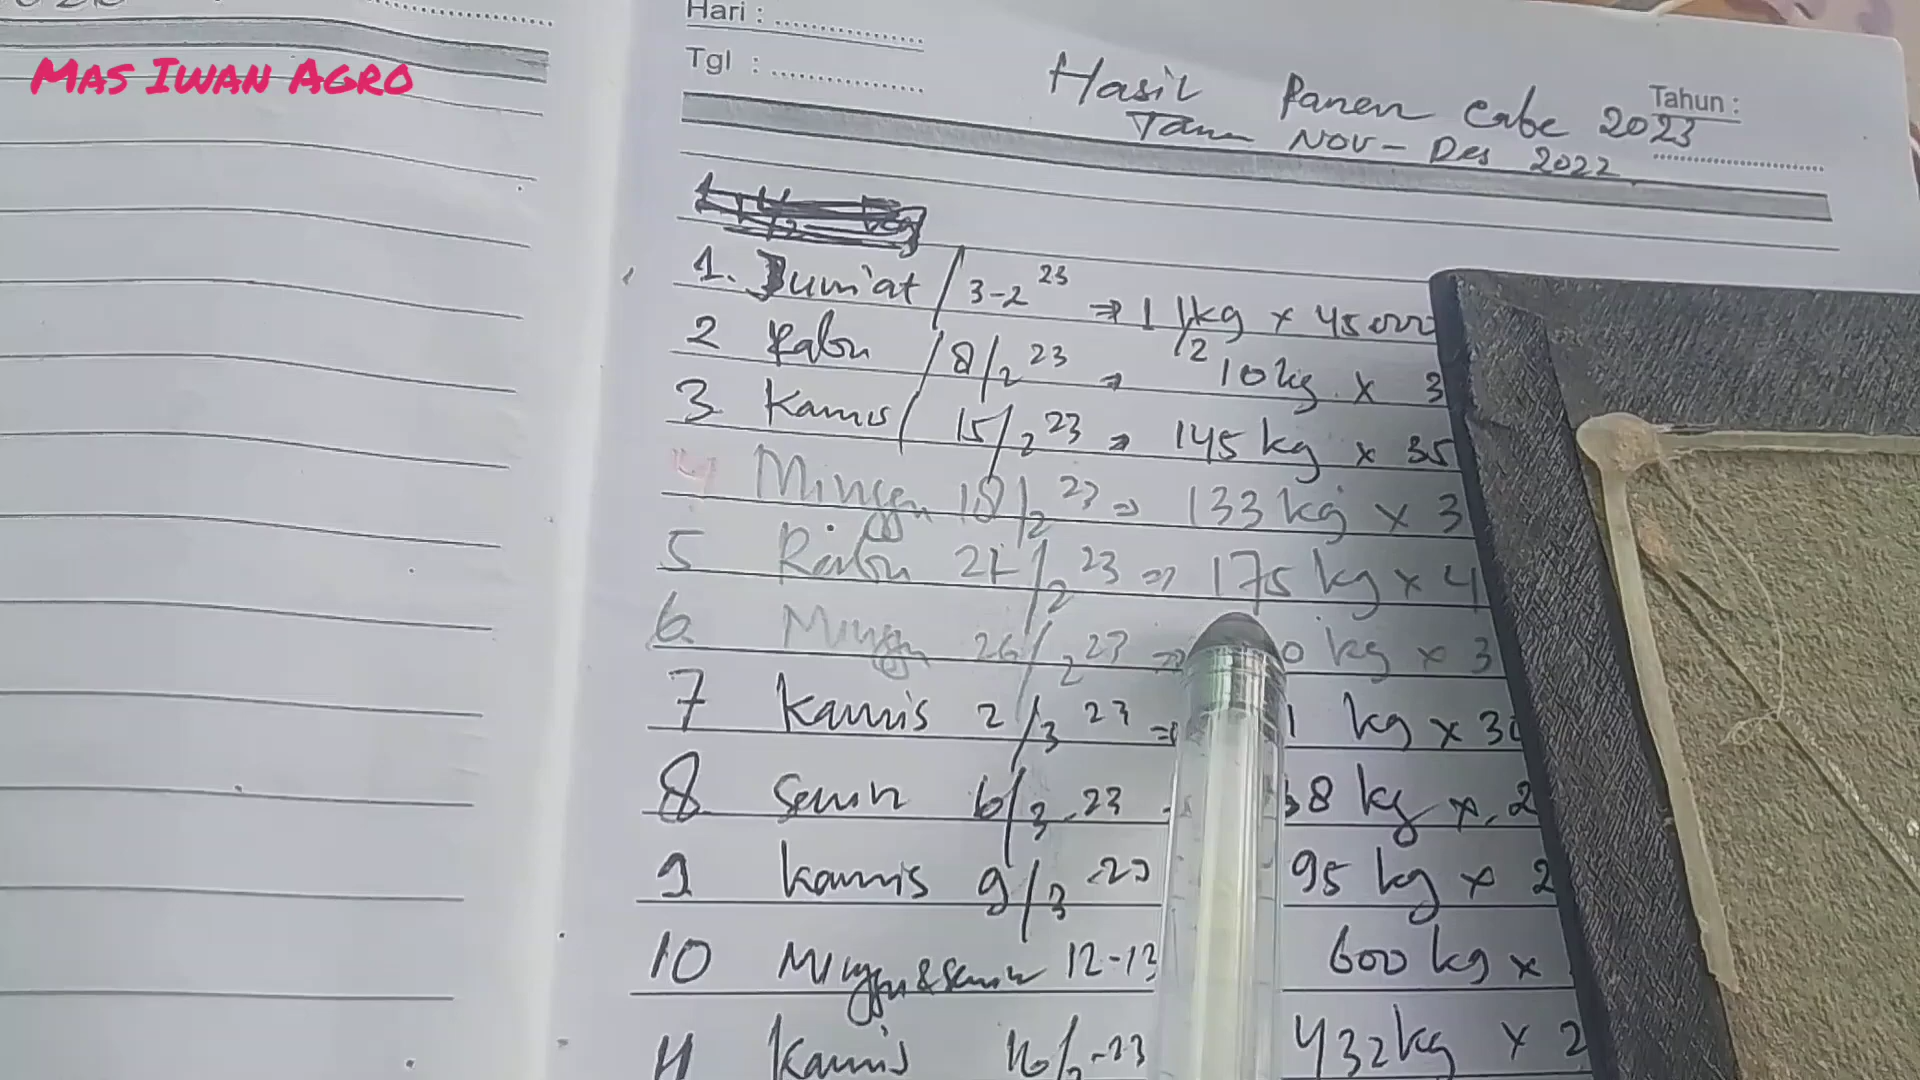 MAS IWAN AGRO
Hari :
Tgl :
Tahun :
Hasil Panen Cabe 2023
Tanam NOV - Des 2022
1. Jum'at / 3-2 23 ⇒ 1 1/2 kg x 45000
2 Rabu / 8/2 23 ⇒ 10 kg x 3
3 Kamis / 15/2 23 ⇒ 145 kg x 35
4 Minggu 18/2 23 ⇒ 133 kg x 3
5 Rabu 21/2 23 ⇒ 175 kg x 4
6 Minggu 26/2 23 ⇒ 0 kg x 3
7 Kamis 2/3 23 ⇒ 1 kg x 30
8 Senin 6/3 -23 8 kg x 2
9 Kamis 9/3 -23 95 kg x 2
10 Minggu & Senin 12-13 600 kg x
11 Kamis 16/3 -23 432 kg x 2